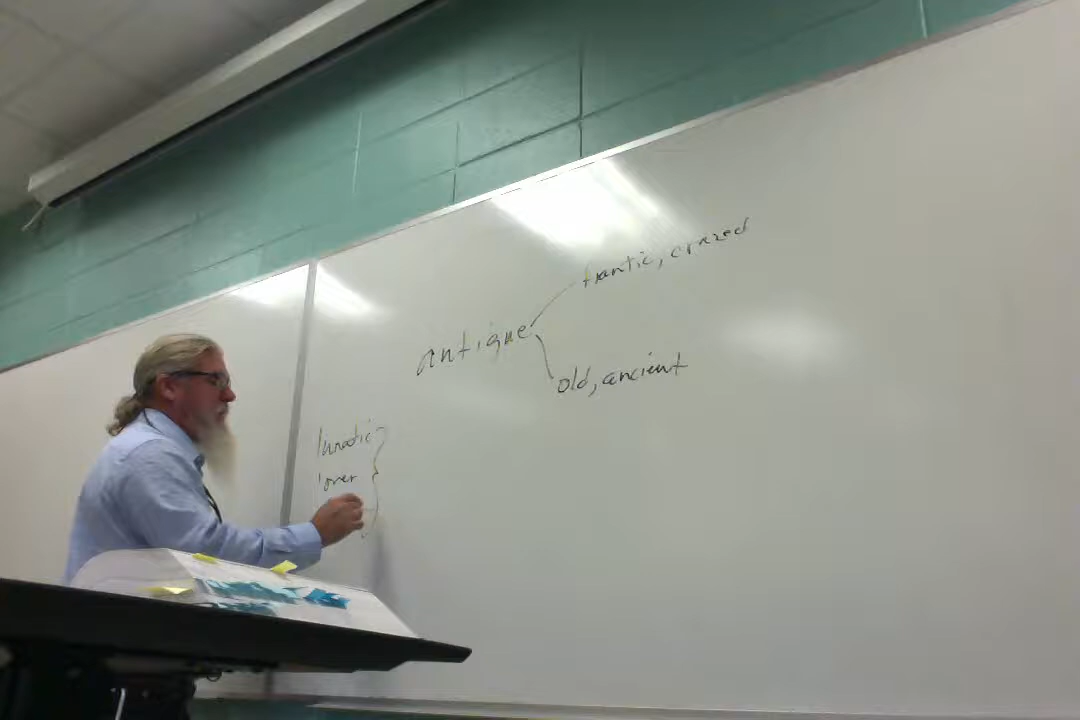 frantic, crazed
antique
old, ancient
lunatic
lover